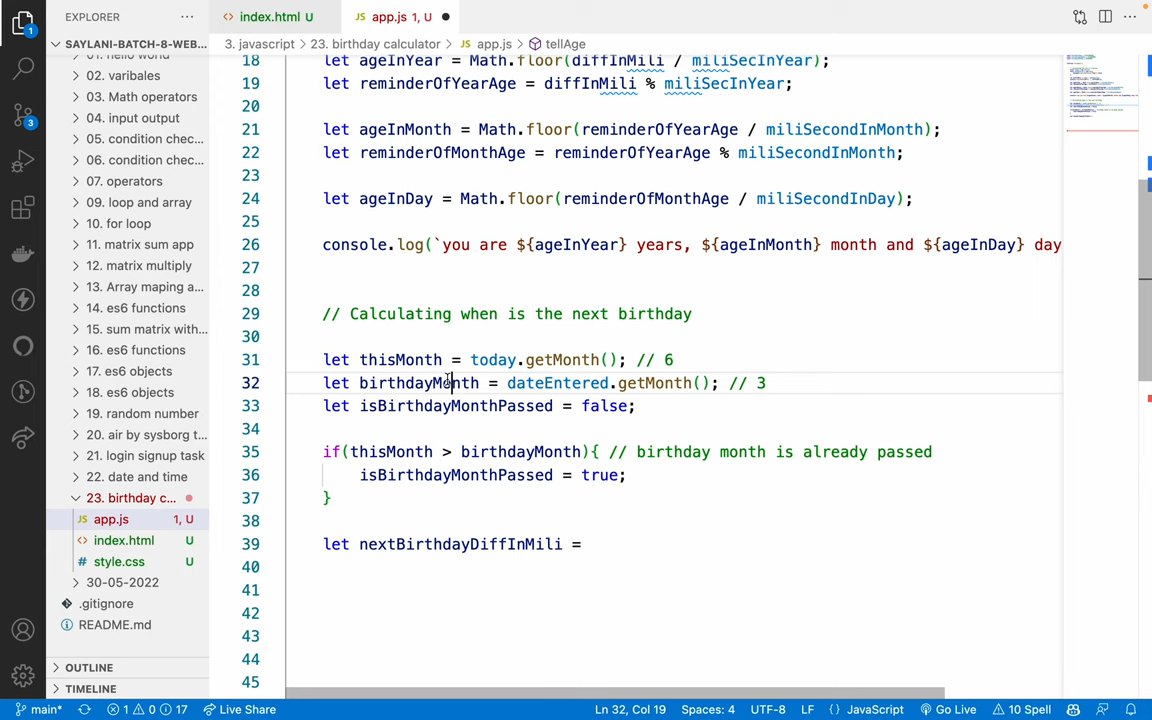 EXPLORER
index.html U
app.js 1, U
SAYLANI-BATCH-8-WEB...
3. javascript > 23. birthday calculator > JS app.js > tellAge
01. hello world
02. varibales
03. Math operators
04. input output
05. condition chec...
06. condition chec...
07. operators
09. loop and array
10. for loop
11. matrix sum app
12. matrix multiply
13. Array maping a...
14. es6 functions
15. sum matrix with...
16. es6 functions
17. es6 objects
18. es6 objects
19. random number
20. air by sysborg t...
21. login signup task
22. date and time
23. birthday c...
JS app.js 1, U
<> index.html U
# style.css U
30-05-2022
.gitignore
README.md
OUTLINE
TIMELINE
1
3
18 let ageInYear = Math.floor(diffInMili / miliSecInYear);
19 let reminderOfYearAge = diffInMili % miliSecInYear;
20
21 let ageInMonth = Math.floor(reminderOfYearAge / miliSecondInMonth);
22 let reminderOfMonthAge = reminderOfYearAge % miliSecondInMonth;
23
24 let ageInDay = Math.floor(reminderOfMonthAge / miliSecondInDay);
25
26 console.log(`you are ${ageInYear} years, ${ageInMonth} month and ${ageInDay} day
27
28
29 // Calculating when is the next birthday
30
31 let thisMonth = today.getMonth(); // 6
32 let birthdayMonth = dateEntered.getMonth(); // 3
33 let isBirthdayMonthPassed = false;
34
35 if(thisMonth > birthdayMonth){ // birthday month is already passed
36 isBirthdayMonthPassed = true;
37 }
38
39 let nextBirthdayDiffInMili =
40
41
42
43
44
45
main* 1 0 17 Live Share Ln 32, Col 19 Spaces: 4 UTF-8 LF {} JavaScript Go Live 10 Spell